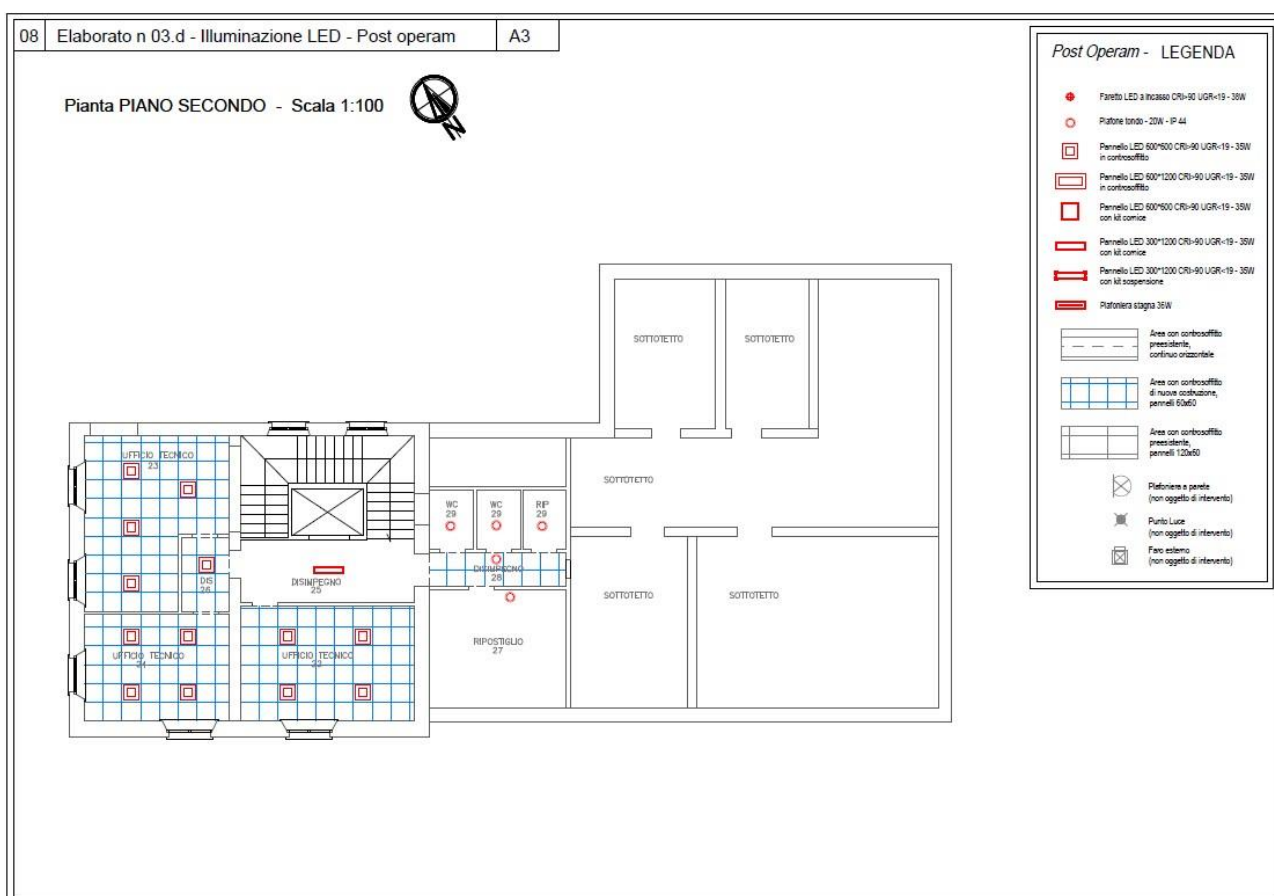 08 Elaborato n 03.d - Illuminazione LED - Post operam A3
Pianta PIANO SECONDO - Scala 1:100
N
Post Operam - LEGENDA
Faretto LED a incasso CRI>90 UGR<19 - 38W
Plafone tondo - 20W - IP 44
Pannello LED 600*600 CRI>90 UGR<19 - 35W
in controsoffitto
Pannello LED 600*1200 CRI>90 UGR<19 - 35W
in controsoffitto
Pannello LED 600*600 CRI>90 UGR<19 - 35W
con kit cornice
Pannello LED 300*1200 CRI>90 UGR<19 - 35W
con kit cornice
Pannello LED 300*1200 CRI>90 UGR<19 - 35W
con kit sospensione
Plafoniera stagna 36W
Area con controsoffitto
preesistente,
continuo orizzontale
Area con controsoffitto
di nuova costruzione,
pannelli 60x60
Area con controsoffitto
preesistente,
pannelli 120x60
Plafoniera a parete
(non oggetto di intervento)
Punto Luce
(non oggetto di intervento)
Faro esterno
(non oggetto di intervento)
SOTTOTETTO
SOTTOTETTO
UFFICIO TECNICO
23
SOTTOTETTO
WC
29
WC
29
RIP
29
DIS
26
DISIMPEGNO
25
DISIMPEGNO
28
SOTTOTETTO
SOTTOTETTO
UFFICIO TECNICO
24
UFFICIO TECNICO
22
RIPOSTIGLIO
27